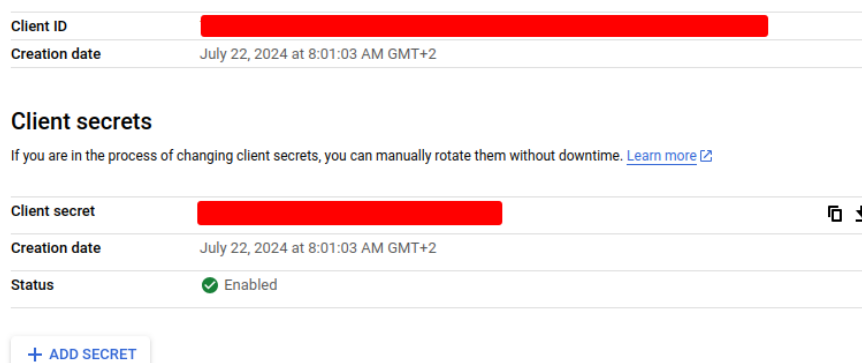 Client ID
Creation date July 22, 2024 at 8:01:03 AM GMT+2
Client secrets
If you are in the process of changing client secrets, you can manually rotate them without downtime. Learn more
Client secret
Creation date July 22, 2024 at 8:01:03 AM GMT+2
Status Enabled
+ ADD SECRET